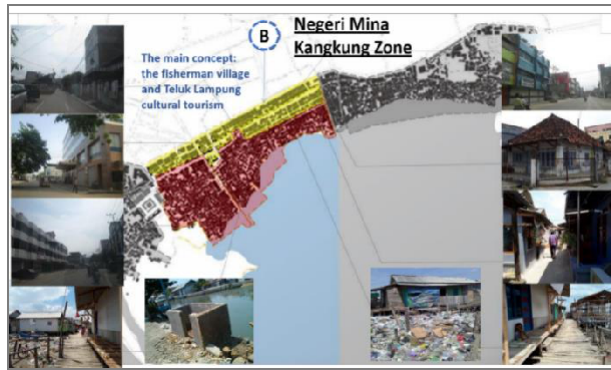 B
Negeri Mina
Kangkung Zone
The main concept:
the fisherman village
and Teluk Lampung
cultural tourism